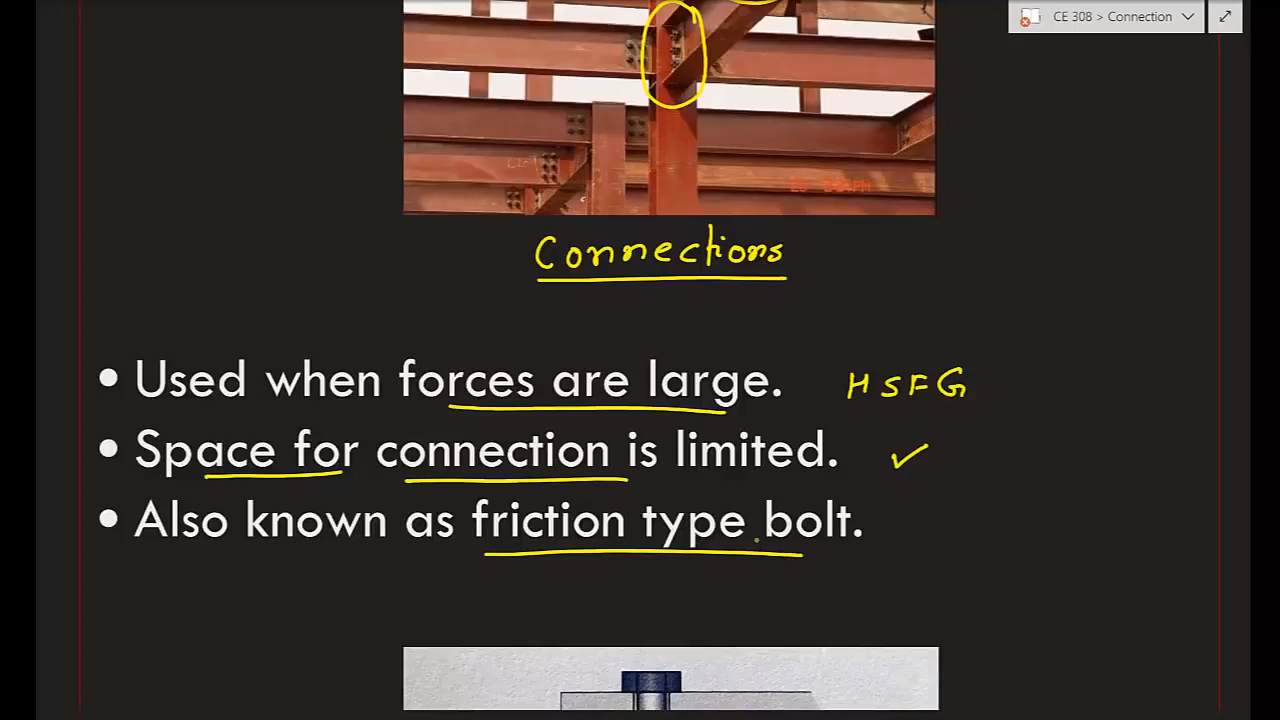 CE 308 > Connection
Connections
• Used when forces are large. HSFG
• Space for connection is limited. ✓
• Also known as friction type bolt.